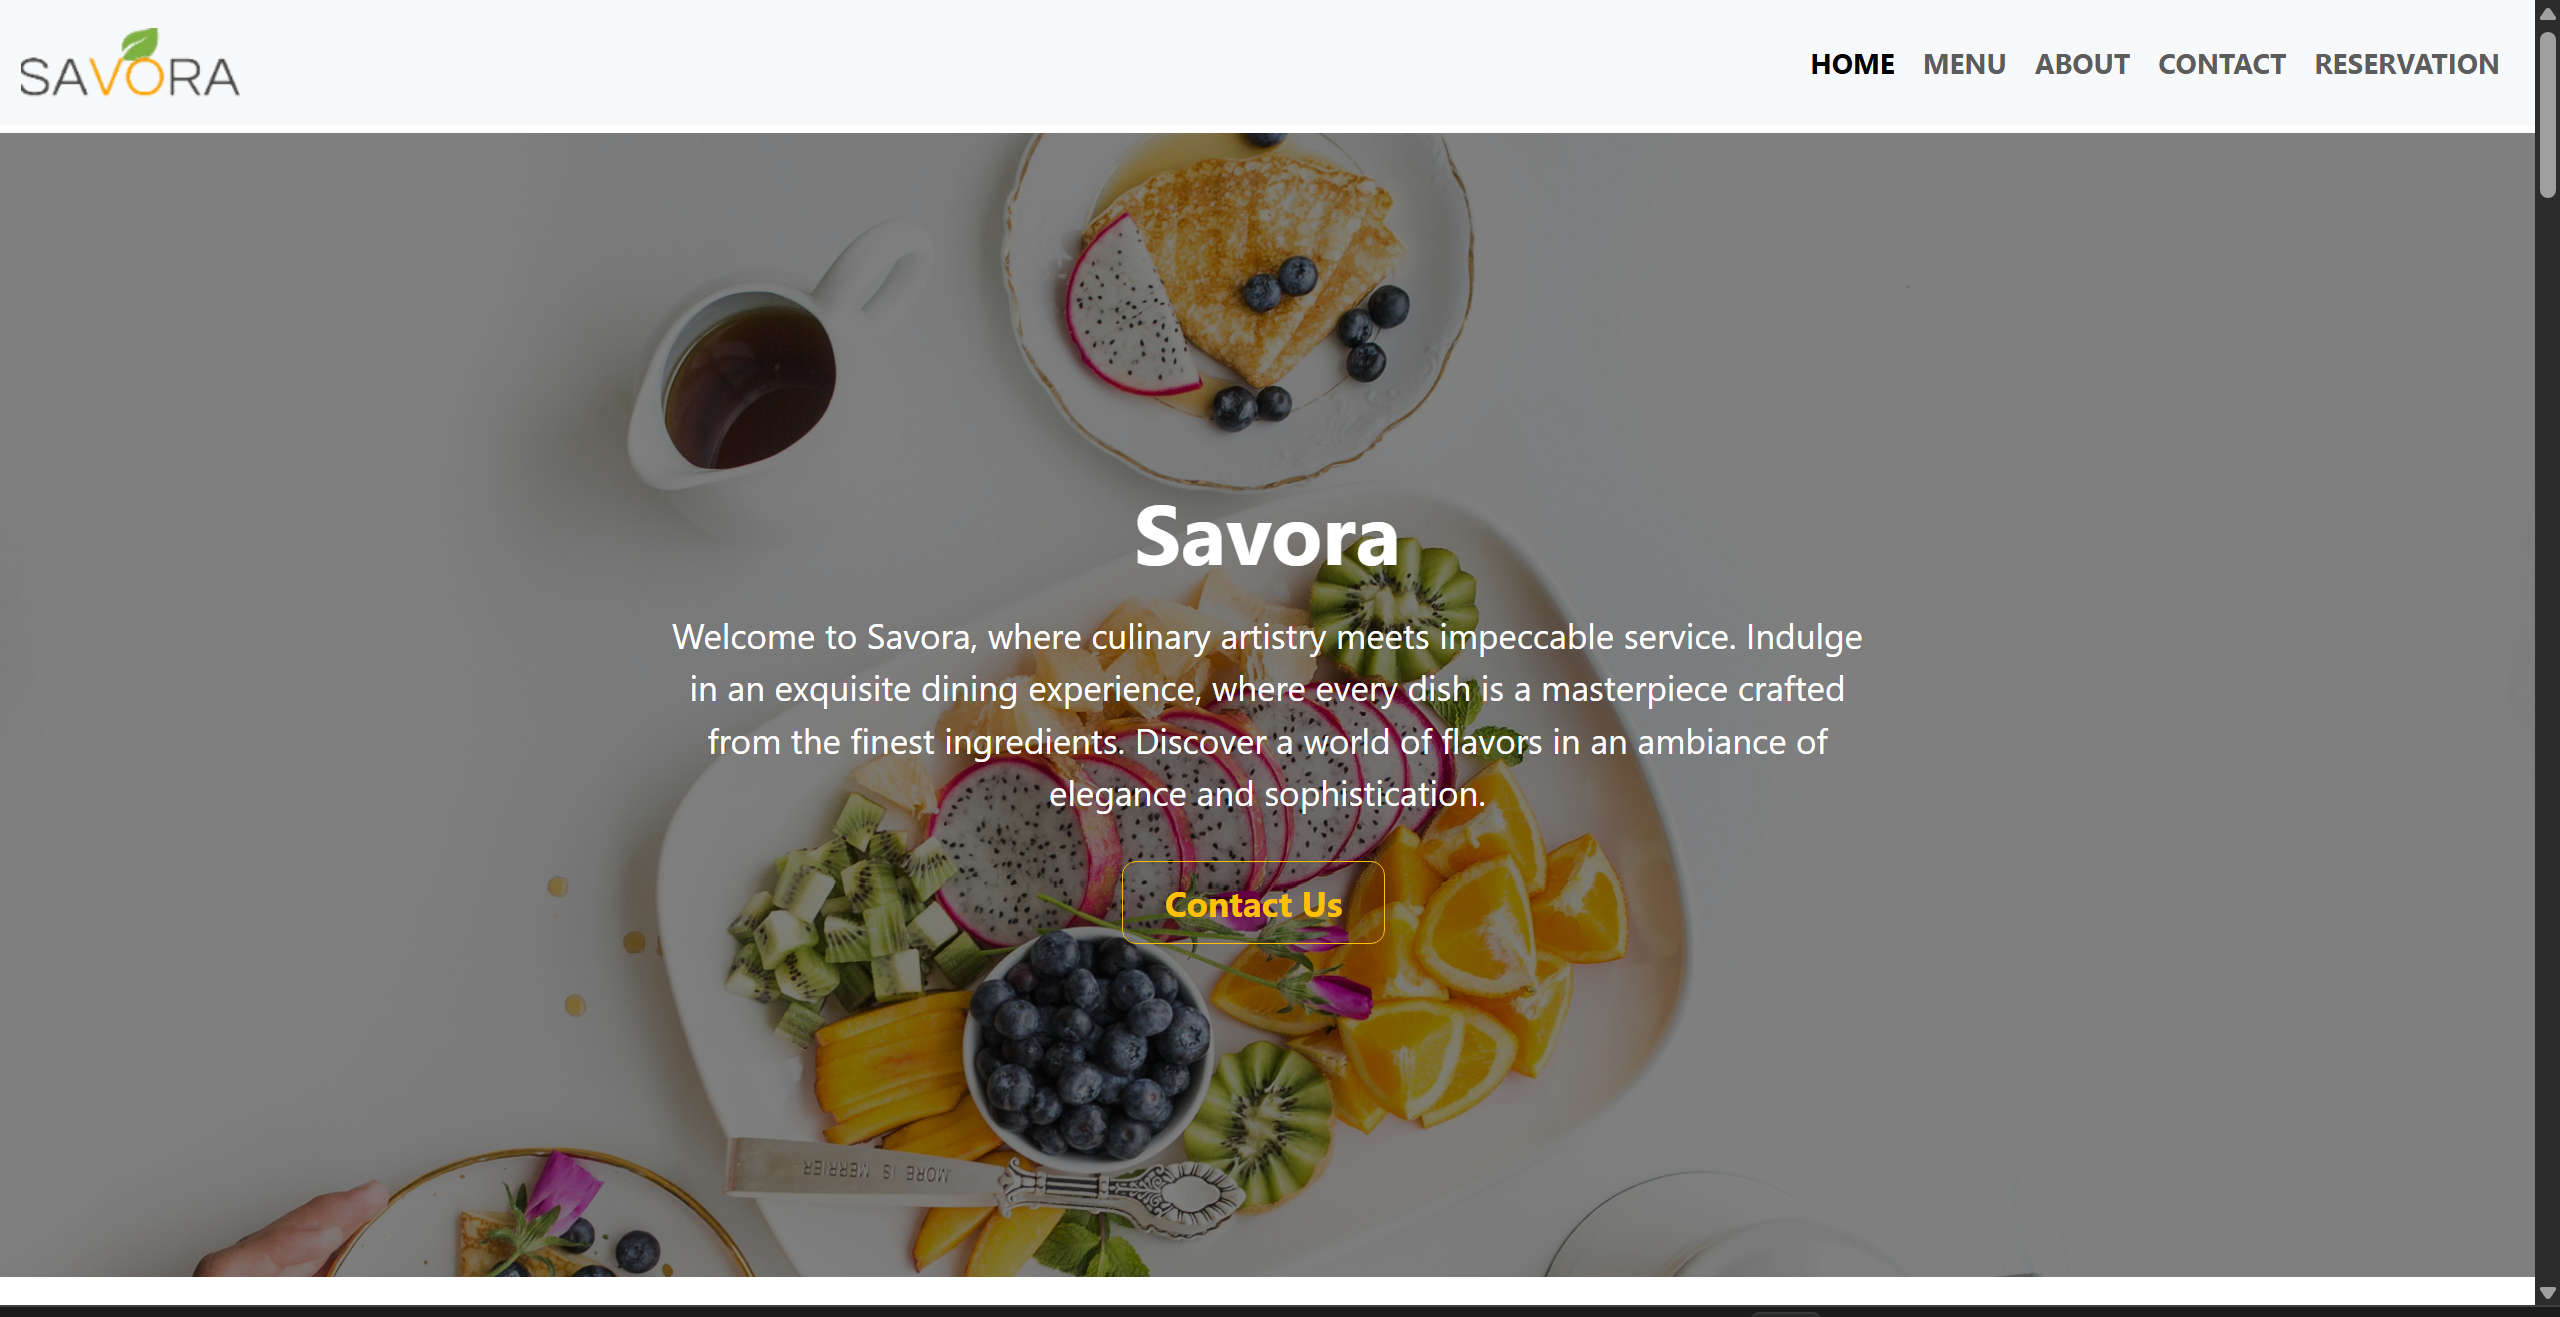 SAVORA
HOME MENU ABOUT CONTACT RESERVATION
Savora
Welcome to Savora, where culinary artistry meets impeccable service. Indulge
in an exquisite dining experience, where every dish is a masterpiece crafted
from the finest ingredients. Discover a world of flavors in an ambiance of
elegance and sophistication.
Contact Us
MORE IS MERRIER